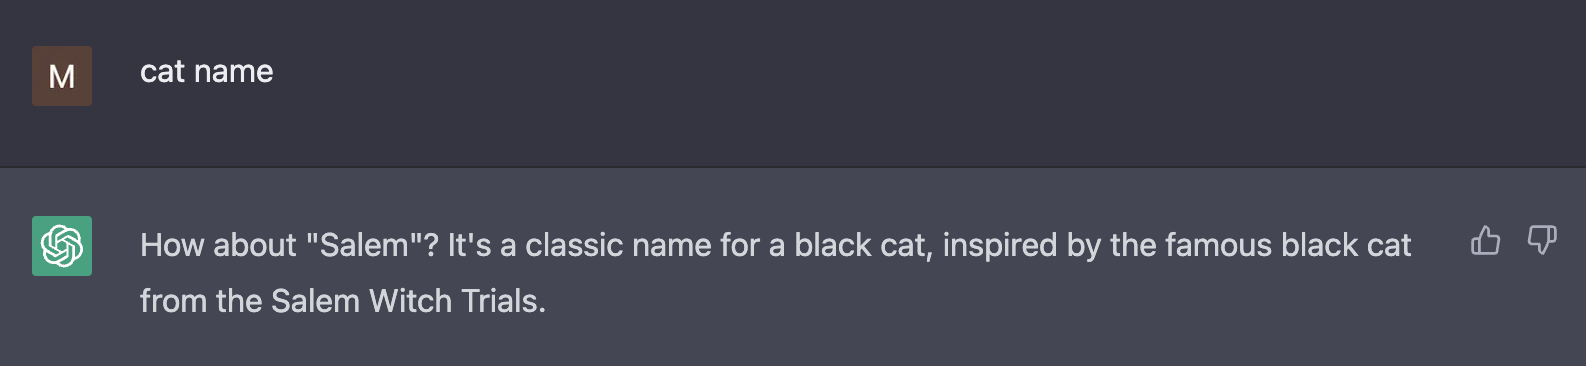 M
cat name
How about "Salem"? It's a classic name for a black cat, inspired by the famous black cat
from the Salem Witch Trials.